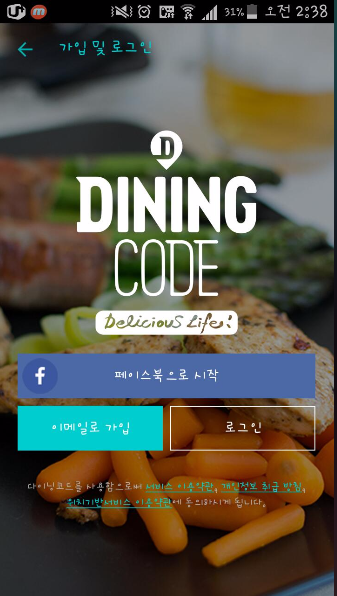 31% 오전 2:38
가입 및 로그인
D
DINING
CODE
Delicious Life!
f
페이스북으로 시작
이메일로 가입 로그인
다이닝코드를 사용함으로써 서비스 이용약관, 개인정보 취급 방침,
위치기반서비스 이용약관에 동의하시게 됩니다.